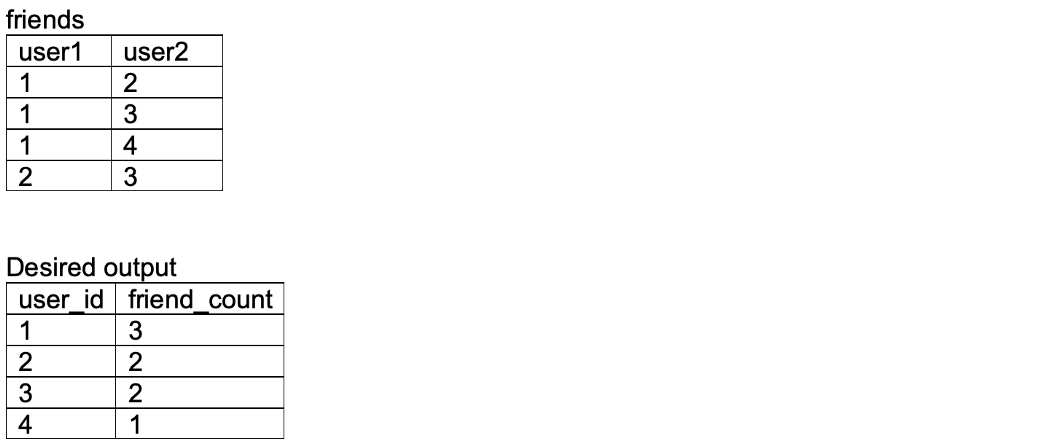 friends
user1 user2
1 2
1 3
1 4
2 3
Desired output
user_id friend_count
1 3
2 2
3 2
4 1